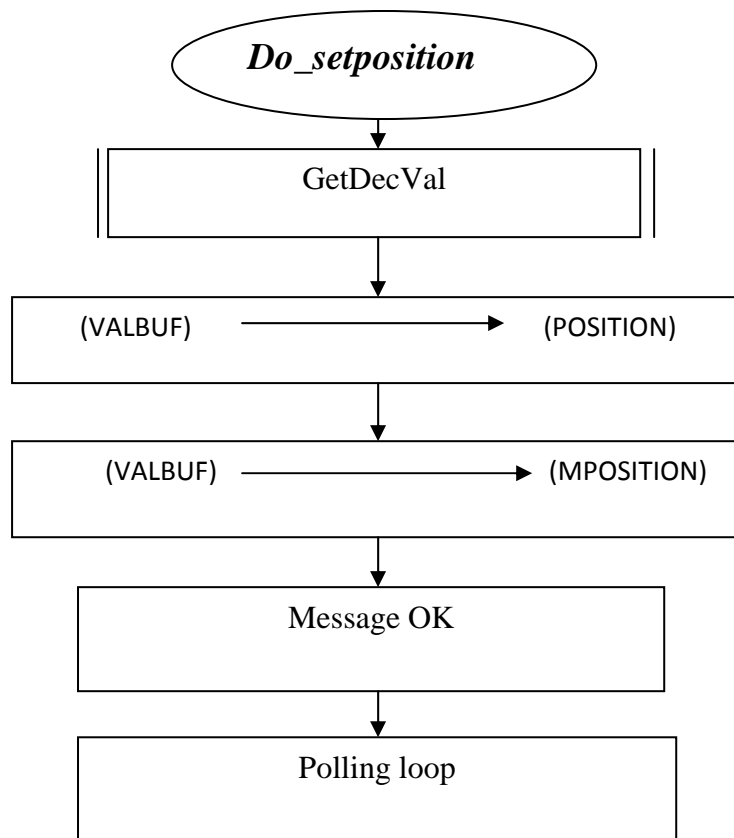 Do_setposition
GetDecVal
(VALBUF) (POSITION)
(VALBUF) (MPOSITION)
Message OK
Polling loop